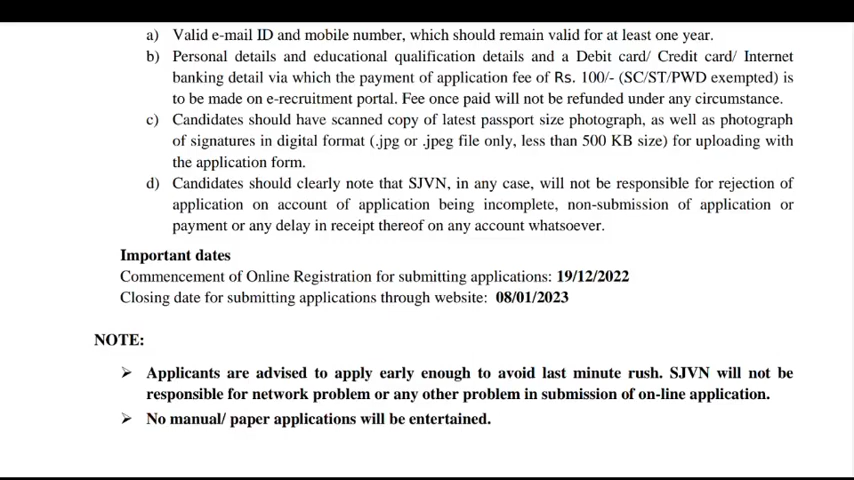 a) Valid e-mail ID and mobile number, which should remain valid for at least one year.
b) Personal details and educational qualification details and a Debit card/ Credit card/ Internet
banking detail via which the payment of application fee of Rs. 100/- (SC/ST/PWD exempted) is
to be made on e-recruitment portal. Fee once paid will not be refunded under any circumstance.
c) Candidates should have scanned copy of latest passport size photograph, as well as photograph
of signatures in digital format (.jpg or .jpeg file only, less than 500 KB size) for uploading with
the application form.
d) Candidates should clearly note that SJVN, in any case, will not be responsible for rejection of
application on account of application being incomplete, non-submission of application or
payment or any delay in receipt thereof on any account whatsoever.
Important dates
Commencement of Online Registration for submitting applications: 19/12/2022
Closing date for submitting applications through website: 08/01/2023
NOTE:
➢ Applicants are advised to apply early enough to avoid last minute rush. SJVN will not be
responsible for network problem or any other problem in submission of on-line application.
➢ No manual/ paper applications will be entertained.